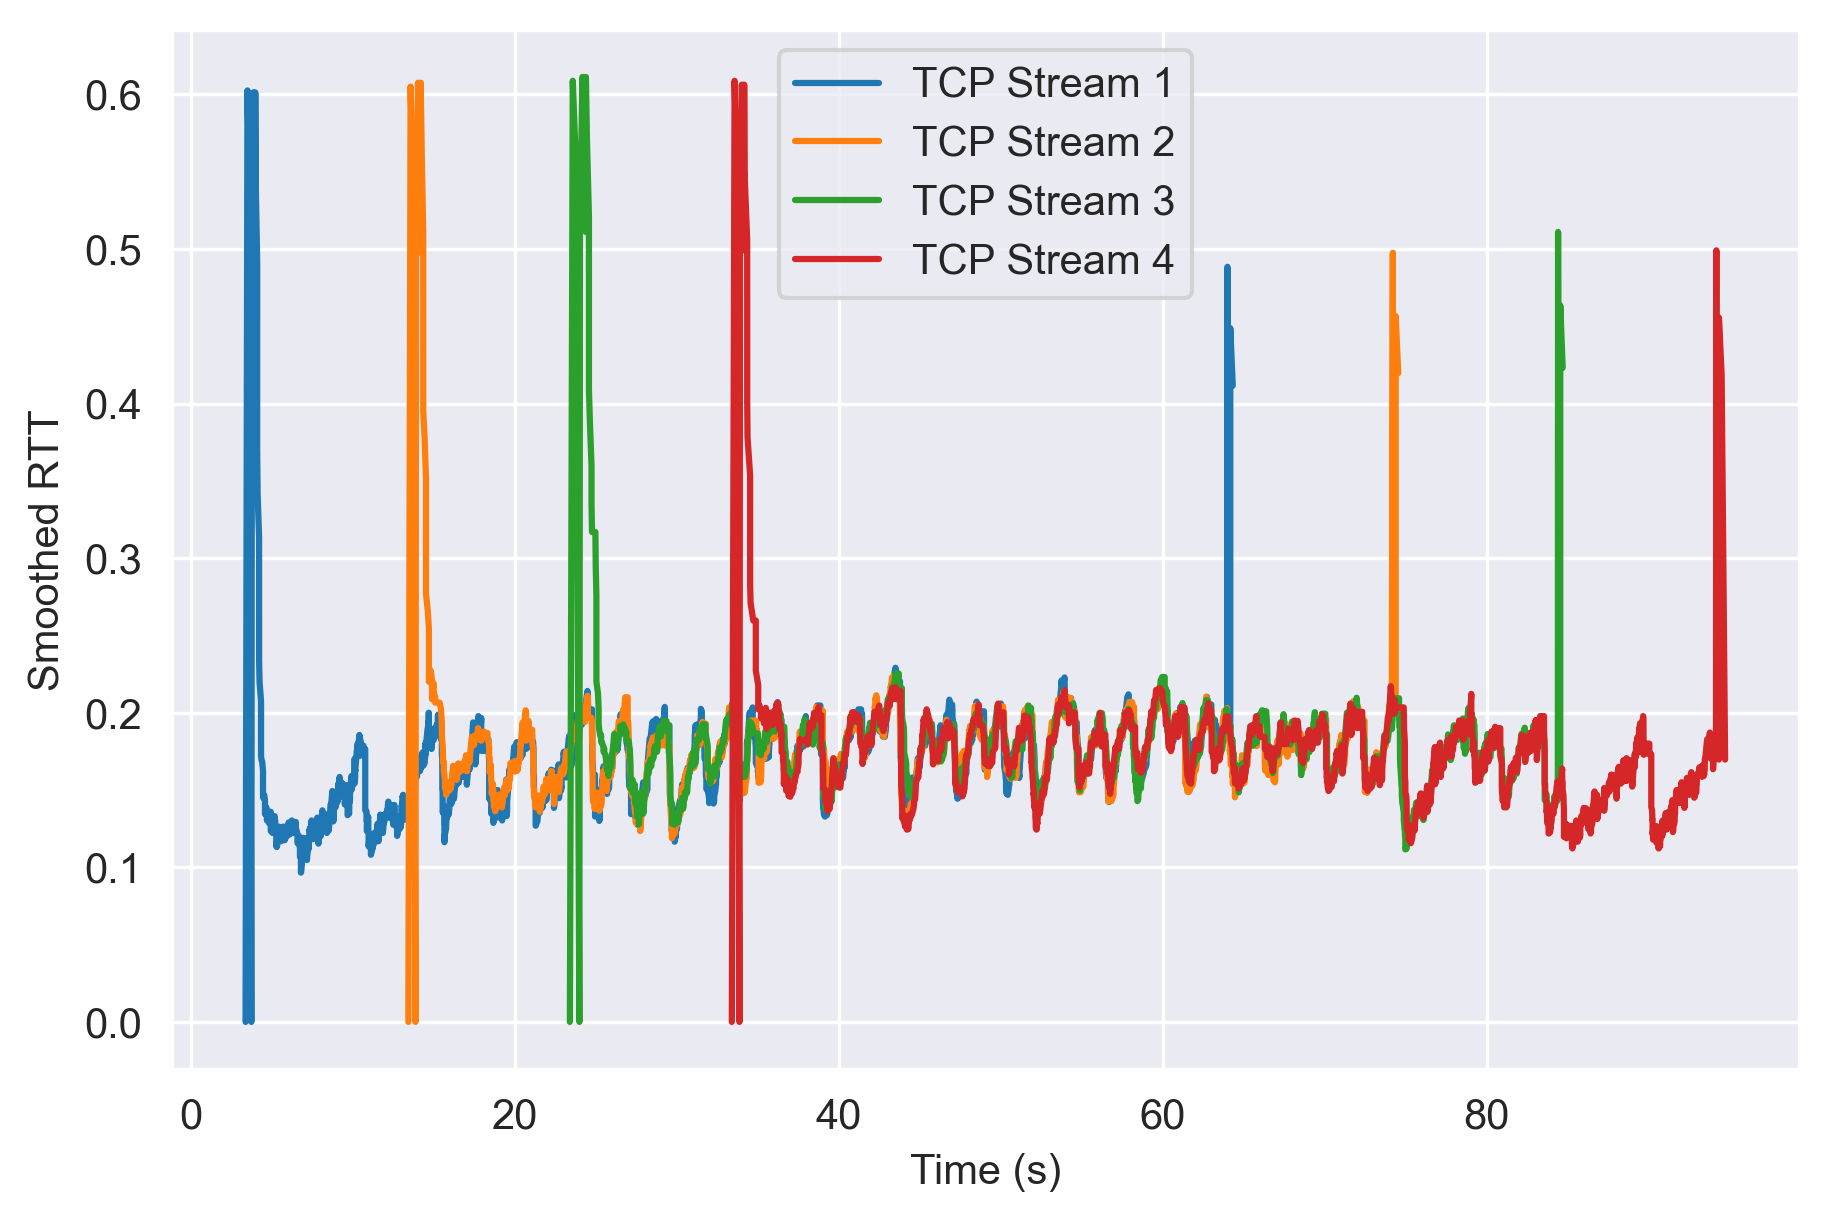 TCP Stream 1
TCP Stream 2
TCP Stream 3
TCP Stream 4
Smoothed RTT
0.6
0.5
0.4
0.3
0.2
0.1
0.0
0 20 40 60 80
Time (s)